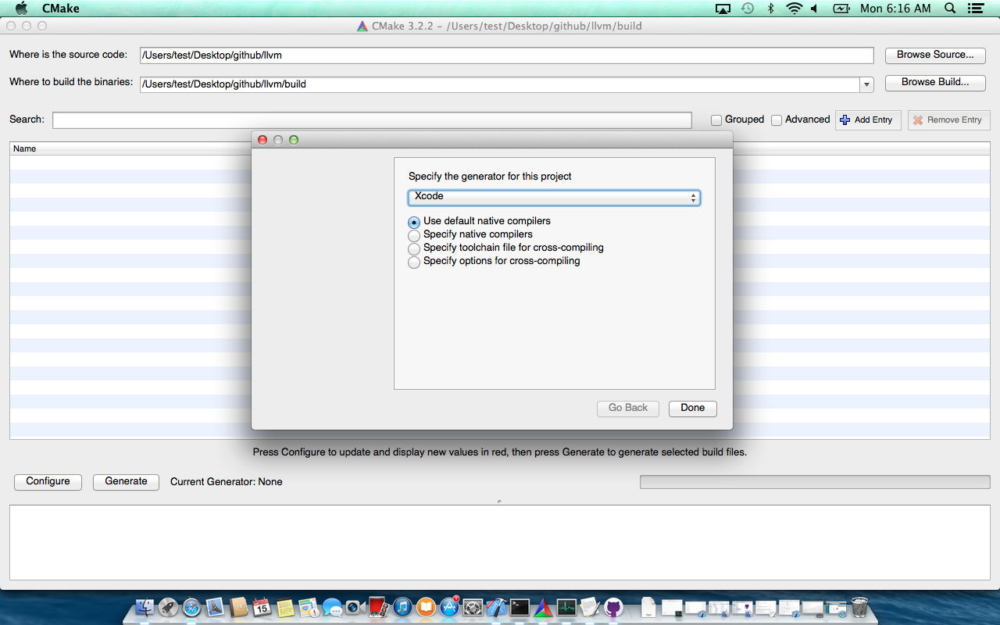 CMake
Mon 6:16 AM
CMake 3.2.2 – /Users/test/Desktop/github/llvm/build
Where is the source code: /Users/test/Desktop/github/llvm Browse Source...
Where to build the binaries: /Users/test/Desktop/github/llvm/build Browse Build...
Search: Grouped Advanced Add Entry Remove Entry
Name
Specify the generator for this project
Xcode
Use default native compilers
Specify native compilers
Specify toolchain file for cross-compiling
Specify options for cross-compiling
Go Back Done
Press Configure to update and display new values in red, then press Generate to generate selected build files.
Configure Generate Current Generator: None
15